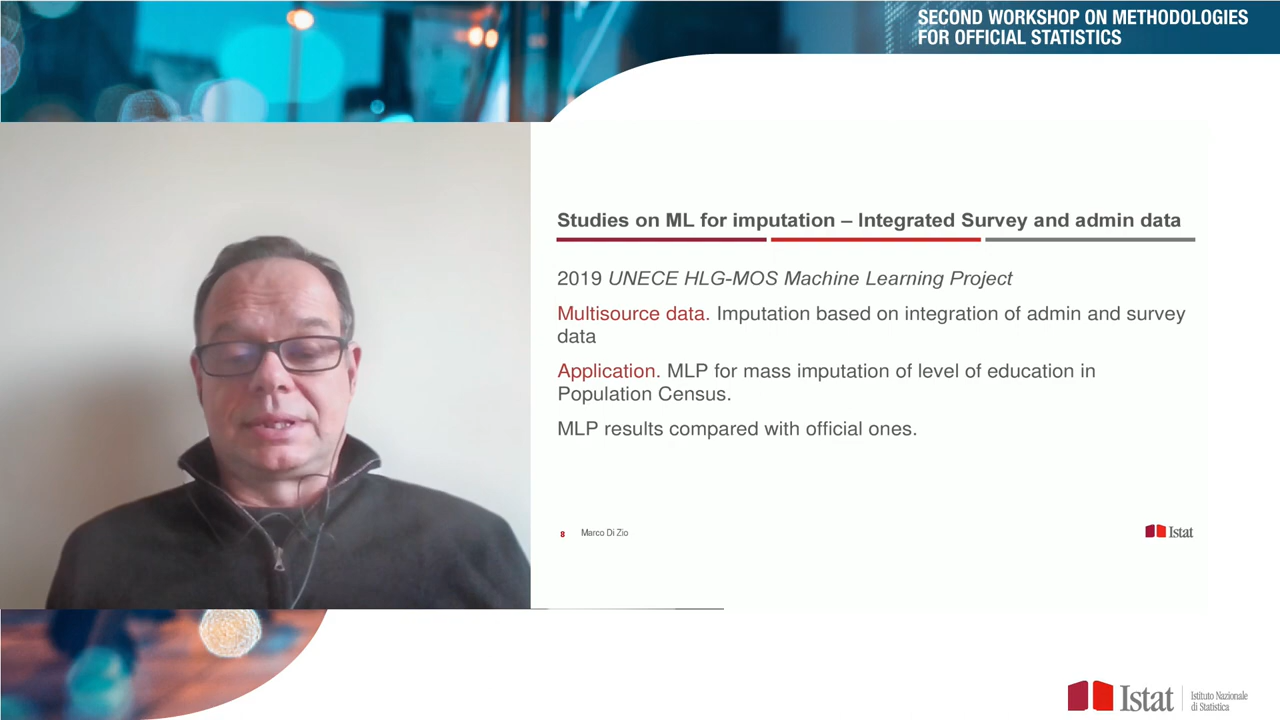 SECOND WORKSHOP ON METHODOLOGIES
FOR OFFICIAL STATISTICS
Studies on ML for imputation – Integrated Survey and admin data
2019 UNECE HLG-MOS Machine Learning Project
Multisource data. Imputation based on integration of admin and survey
data
Application. MLP for mass imputation of level of education in
Population Census.
MLP results compared with official ones.
8 Marco Di Zio
Istat
Istat
Istituto Nazionale
di Statistica